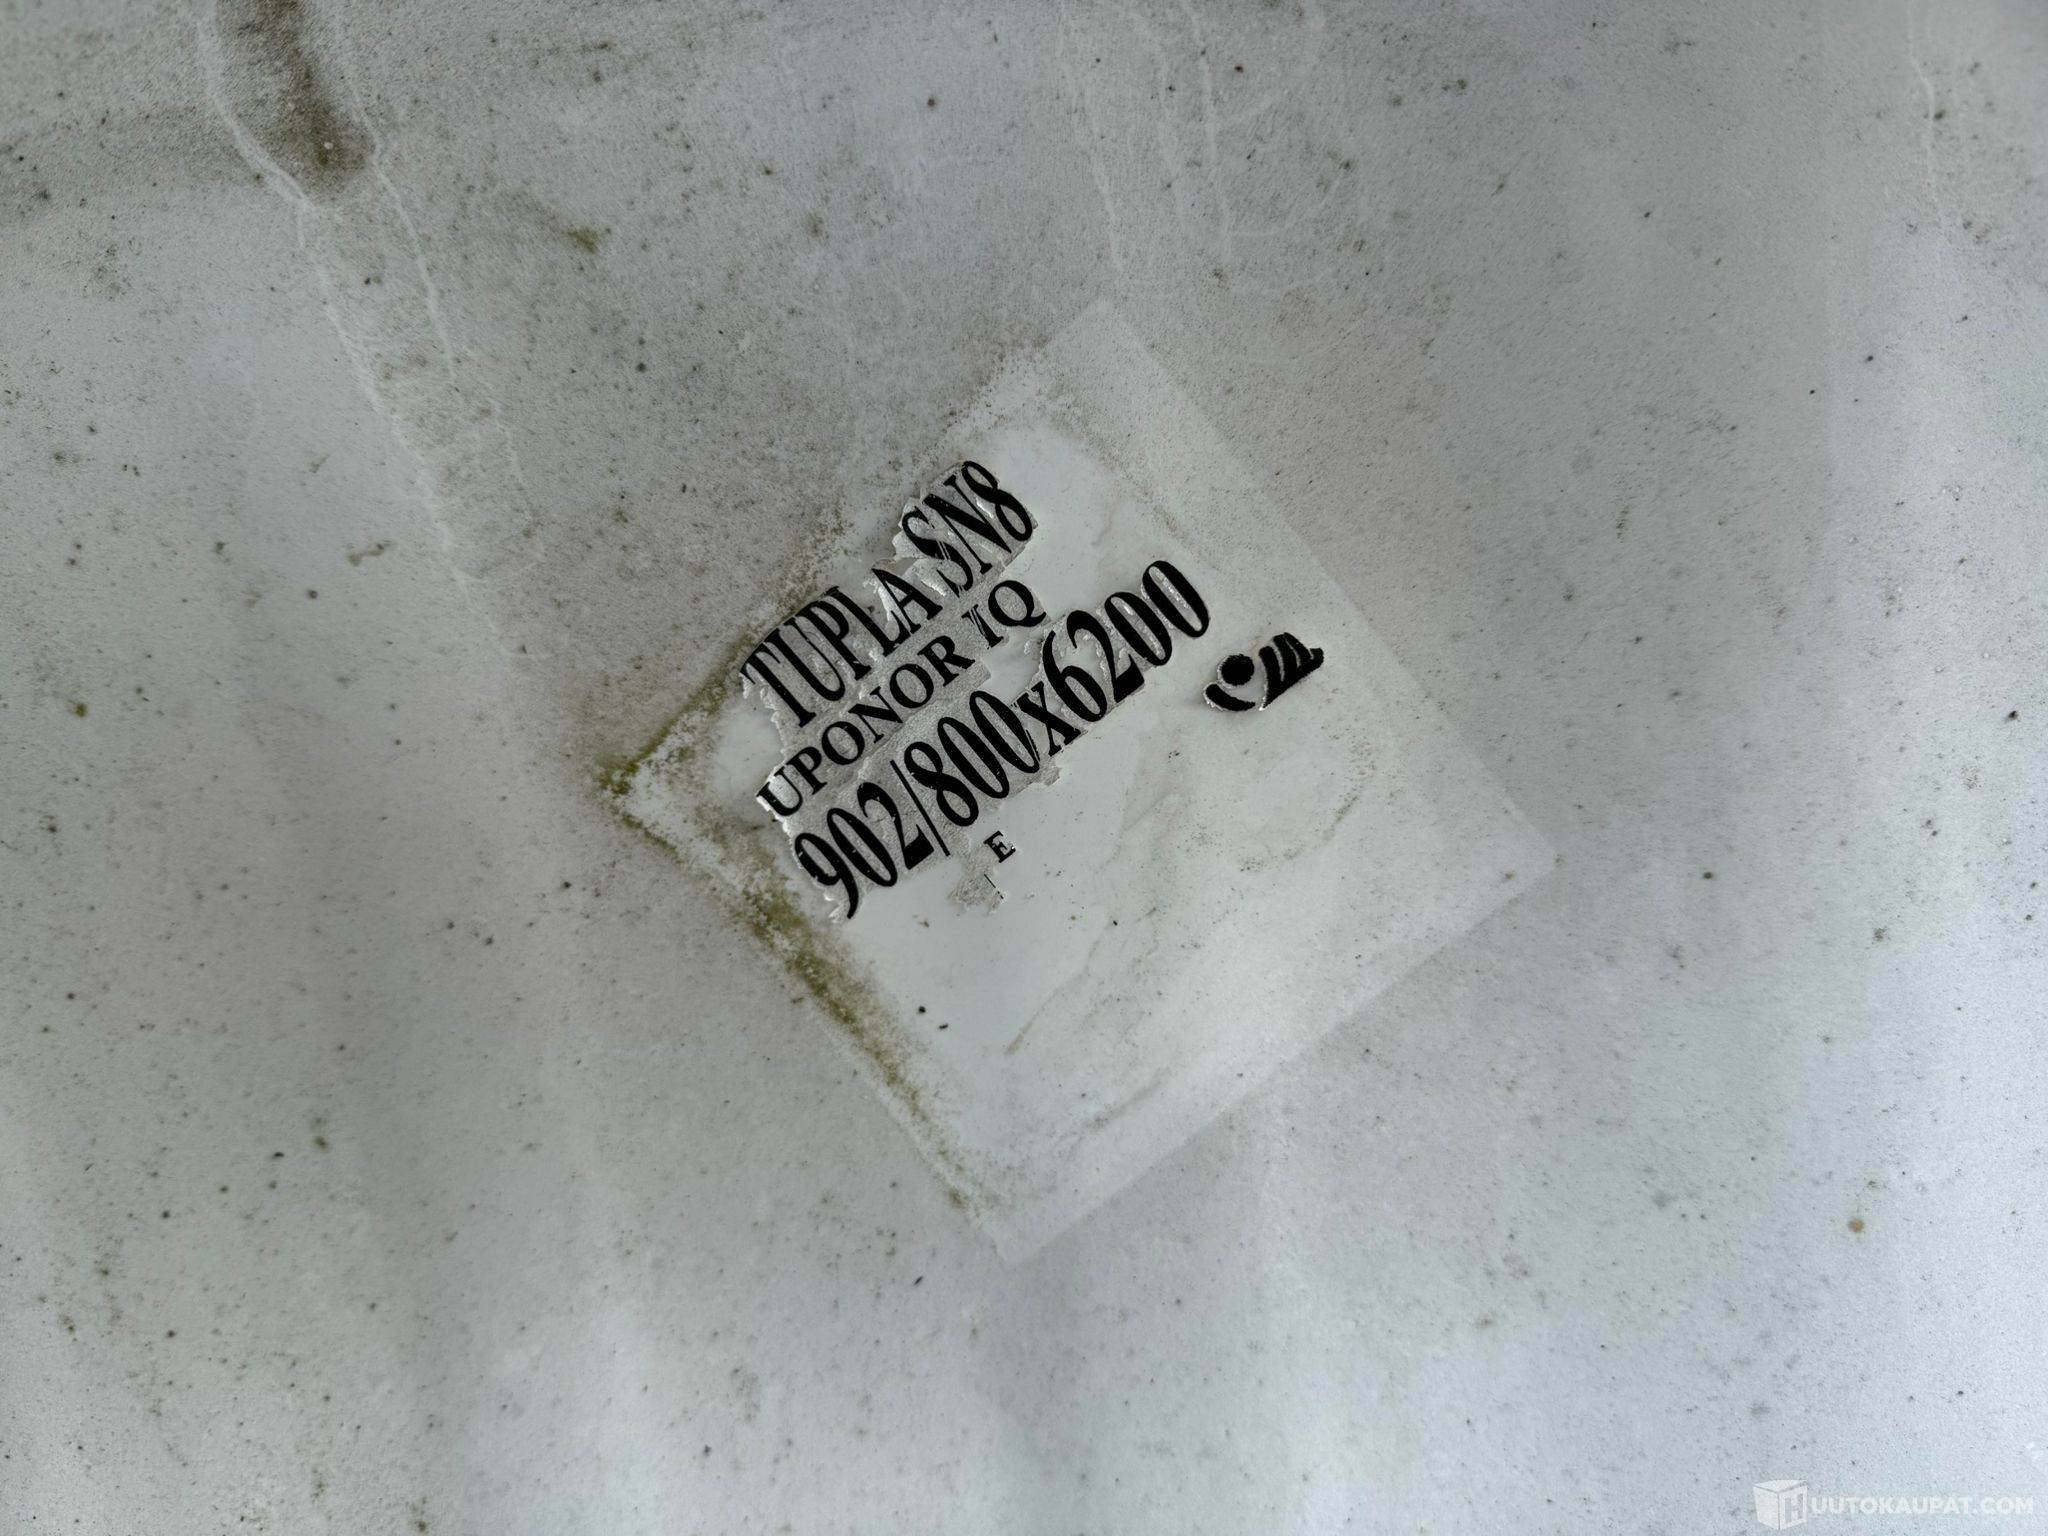 TUPLA SN8
UPONOR IQ
902/800x6200
E
HUUTOKAUPAT.COM